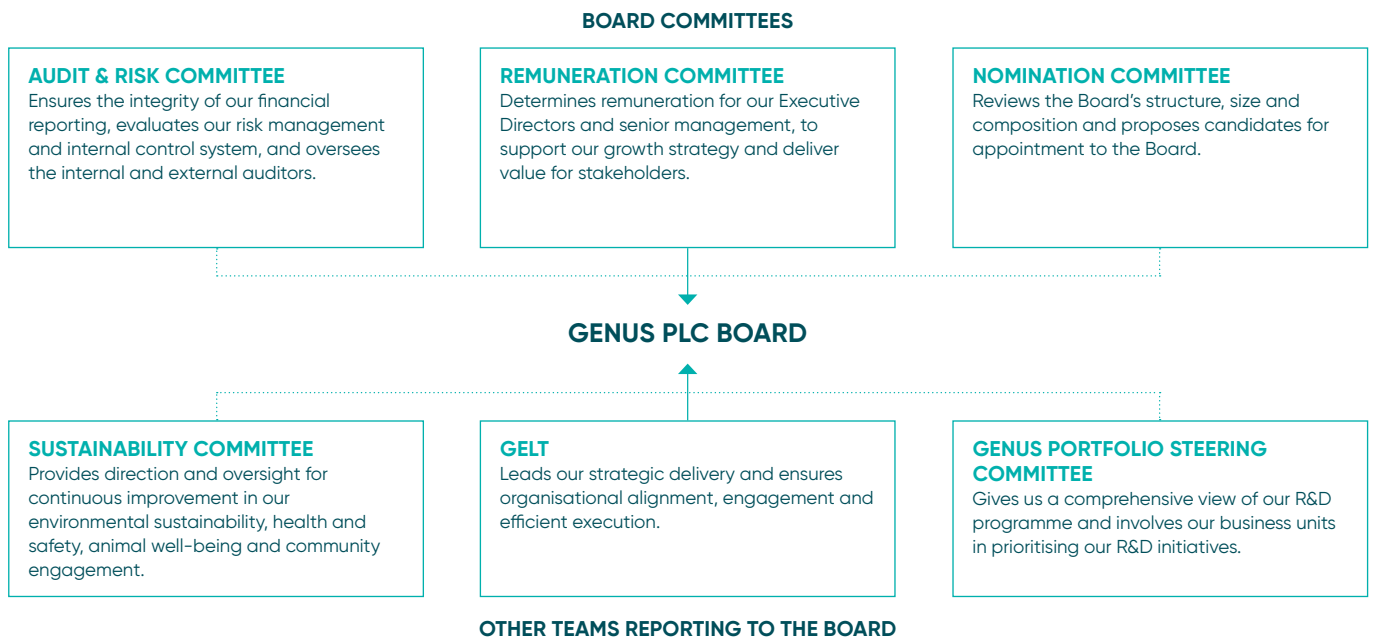 BOARD COMMITTEES
AUDIT & RISK COMMITTEE
Ensures the integrity of our financial
reporting, evaluates our risk management
and internal control system, and oversees
the internal and external auditors.
REMUNERATION COMMITTEE
Determines remuneration for our Executive
Directors and senior management, to
support our growth strategy and deliver
value for stakeholders.
NOMINATION COMMITTEE
Reviews the Board’s structure, size and
composition and proposes candidates for
appointment to the Board.
GENUS PLC BOARD
SUSTAINABILITY COMMITTEE
Provides direction and oversight for
continuous improvement in our
environmental sustainability, health and
safety, animal well-being and community
engagement.
GELT
Leads our strategic delivery and ensures
organisational alignment, engagement and
efficient execution.
GENUS PORTFOLIO STEERING
COMMITTEE
Gives us a comprehensive view of our R&D
programme and involves our business units
in prioritising our R&D initiatives.
OTHER TEAMS REPORTING TO THE BOARD